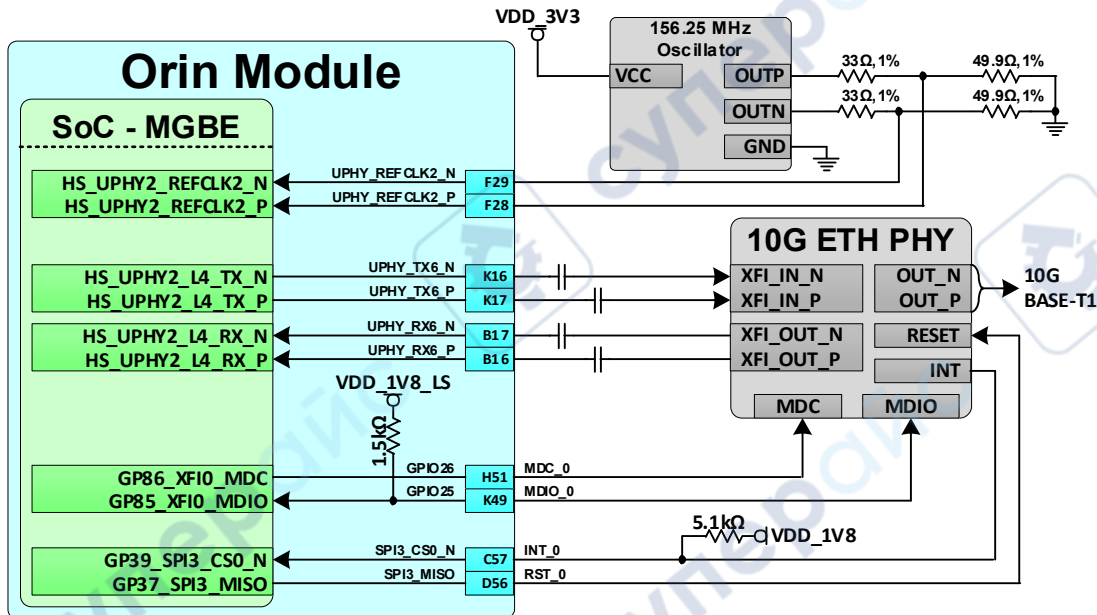 VDD_3V3
156.25 MHz
Oscillator
VCC
OUTP
OUTN
GND
33Ω,1%
49.9Ω,1%
33Ω,1%
49.9Ω,1%
Orin Module
SoC - MGBE
HS_UPHY2_REFCLK2_N
UPHY_REFCLK2_N
F29
HS_UPHY2_REFCLK2_P
UPHY_REFCLK2_P
F28
HS_UPHY2_L4_TX_N
UPHY_TX6_N
K16
HS_UPHY2_L4_TX_P
UPHY_TX6_P
K17
HS_UPHY2_L4_RX_N
UPHY_RX6_N
B17
HS_UPHY2_L4_RX_P
UPHY_RX6_P
B16
10G ETH PHY
XFI_IN_N
OUT_N
XFI_IN_P
OUT_P
10G
BASE-T1
XFI_OUT_N
RESET
XFI_OUT_P
INT
MDC
MDIO
VDD_1V8_LS
1.5kΩ
GP86_XFI0_MDC
GPIO26
H51
MDC_0
GP85_XFI0_MDIO
GPIO25
K49
MDIO_0
5.1kΩ
VDD_1V8
GP39_SPI3_CS0_N
SPI3_CS0_N
C57
INT_0
GP37_SPI3_MISO
SPI3_MISO
D56
RST_0
суперайс
суперайс